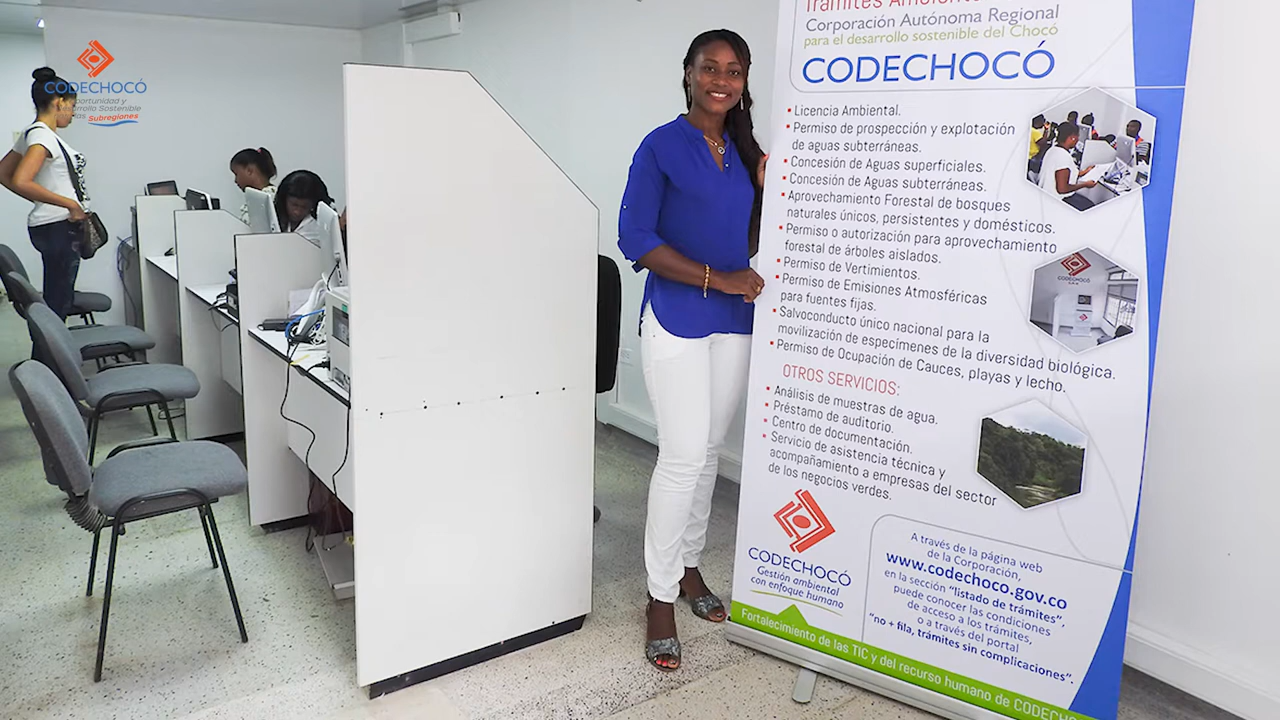 CODECHOCÓ
Oportunidad y
Desarrollo Sostenible
Subregiones
Trámites Ambientales
Corporación Autónoma Regional
para el desarrollo sostenible del Chocó
CODECHOCÓ
• Licencia Ambiental.
• Permiso de prospección y explotación
de aguas subterráneas.
• Concesión de Aguas superficiales.
• Concesión de Aguas subterráneas.
• Aprovechamiento Forestal de bosques
naturales únicos, persistentes y domésticos.
• Permiso o autorización para aprovechamiento
forestal de árboles aislados.
• Permiso de Vertimientos.
• Permiso de Emisiones Atmosféricas
para fuentes fijas.
• Salvoconducto único nacional para la
movilización de especímenes de la diversidad biológica.
• Permiso de Ocupación de Cauces, playas y lecho.
OTROS SERVICIOS:
• Análisis de muestras de agua.
• Préstamo de auditorio.
• Centro de documentación.
• Servicio de asistencia técnica y
acompañamiento a empresas del sector
de los negocios verdes.
CODECHOCÓ
Gestión ambiental
con enfoque humano
A través de la página web
de la Corporación,
www.codechoco.gov.co
en la sección "listado de trámites",
puede conocer las condiciones
de acceso a los trámites,
o a través del portal
"no + fila, trámites sin complicaciones".
Fortalecimiento de las TIC y del recurso humano de CODECHOCÓ